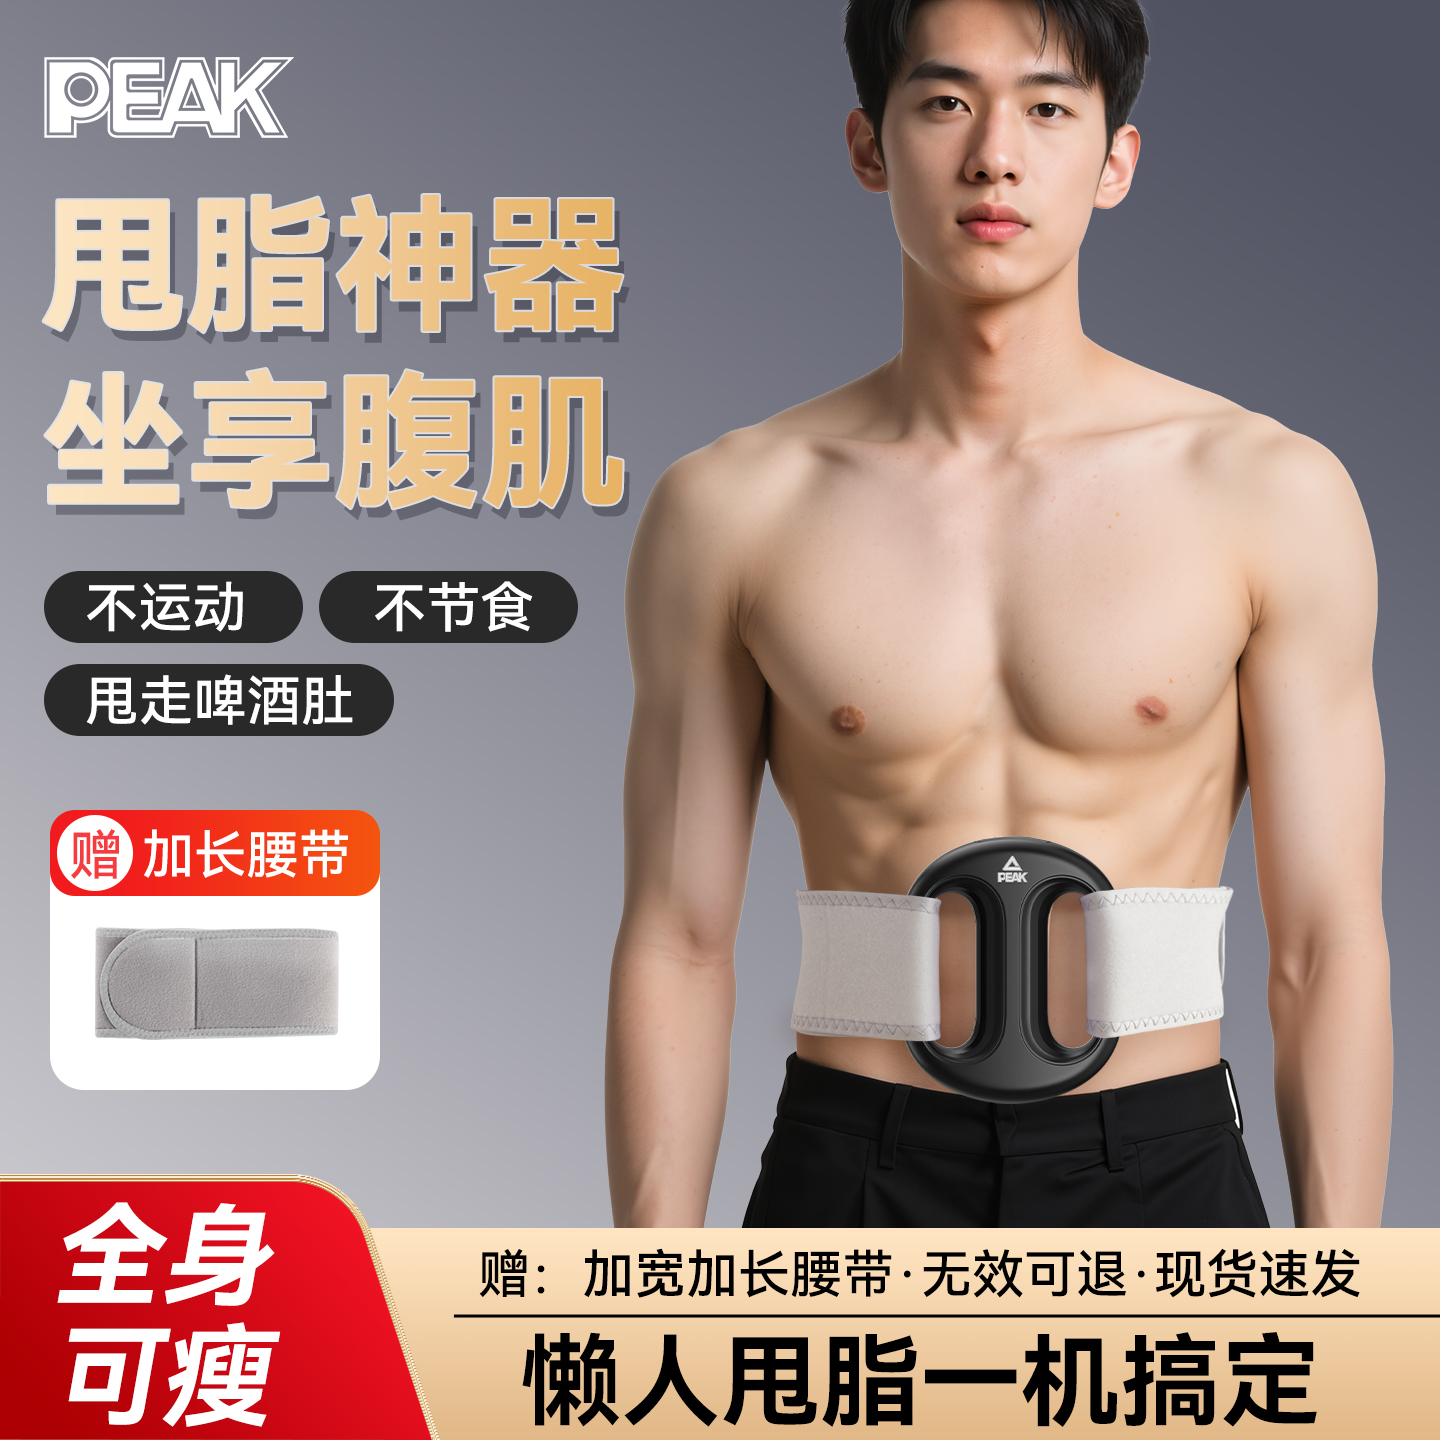 PEAK
甩脂神器
坐享腹肌
不运动
不节食
甩走啤酒肚
赠 加长腰带
PEAK
全身
可瘦
赠：加宽加长腰带·无效可退·现货速发
懒人甩脂一机搞定